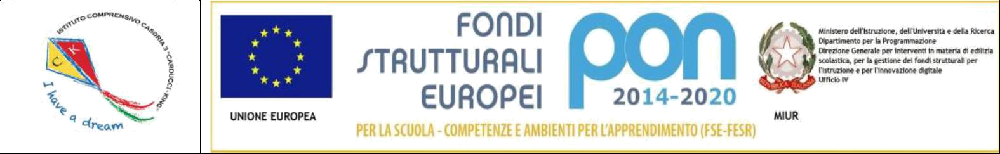 ISTITUTO COMPRENSIVO CASORIA 3 "CARDUCCI - KING"
C K
I have a dream
UNIONE EUROPEA
FONDI
STRUTTURALI
EUROPEI
pon
2014-2020
PER LA SCUOLA - COMPETENZE E AMBIENTI PER L'APPRENDIMENTO (FSE-FESR)
REPVBBLICA ITALIANA
MIUR
Ministero dell'Istruzione, dell'Università e della Ricerca
Dipartimento per la Programmazione
Direzione Generale per interventi in materia di edilizia
scolastica, per la gestione dei fondi strutturali per
l'Istruzione e per l'Innovazione digitale
Ufficio IV